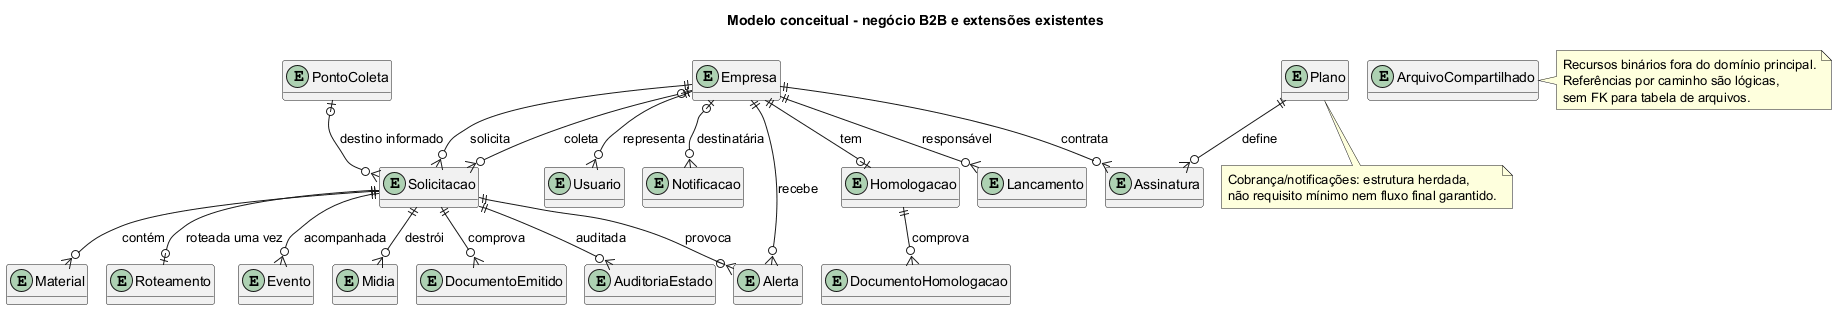 Modelo conceitual - negócio B2B e extensões existentes
E PontoColeta
E Empresa
E Plano
E ArquivoCompartilhado
Recursos binários fora do domínio principal.
Referências por caminho são lógicas,
sem FK para tabela de arquivos.
destino informado
solicita
coleta
representa
destinatária
tem
responsável
contrata
define
E Solicitacao
E Usuario
E Notificacao
recebe
E Homologacao
E Lancamento
E Assinatura
Cobrança/notificações: estrutura herdada,
não requisito mínimo nem fluxo final garantido.
contém
roteada uma vez
acompanhada
destrói
comprova
auditada
provoca
comprova
E Material
E Roteamento
E Evento
E Midia
E DocumentoEmitido
E AuditoriaEstado
E Alerta
E DocumentoHomologacao